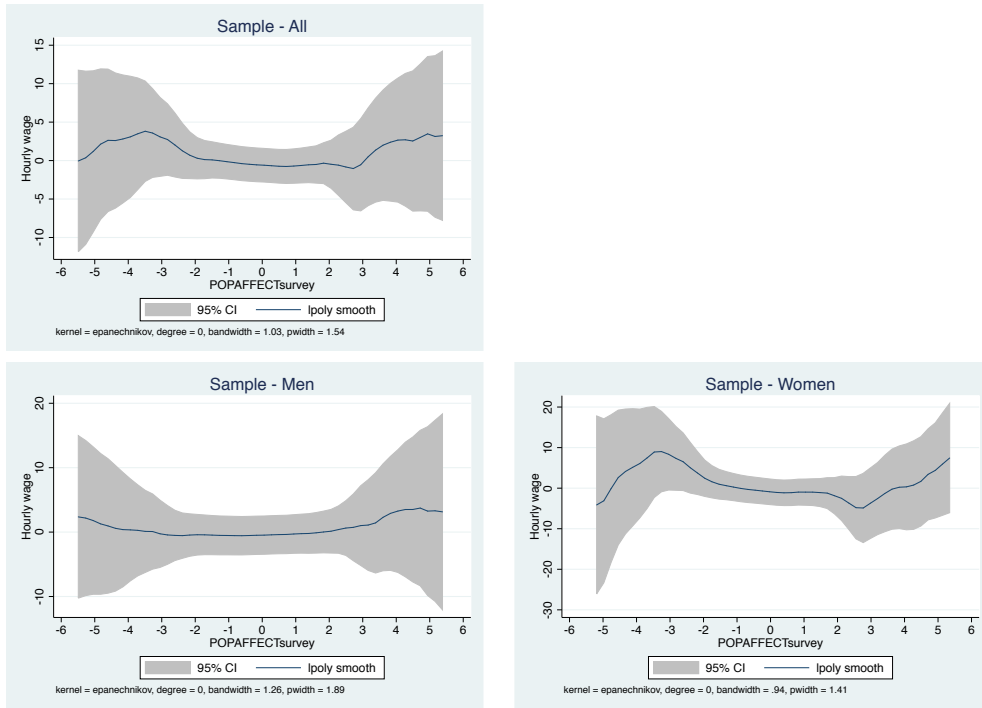 Sample - All
Hourly wage
15
10
5
0
-5
-10
-6 -5 -4 -3 -2 -1 0 1 2 3 4 5 6
POPAFFECTsurvey
95% CI lpoly smooth
kernel = epanechnikov, degree = 0, bandwidth = 1.03, pwidth = 1.54
Sample - Men
Hourly wage
20
10
0
-10
-6 -5 -4 -3 -2 -1 0 1 2 3 4 5 6
POPAFFECTsurvey
95% CI lpoly smooth
kernel = epanechnikov, degree = 0, bandwidth = 1.26, pwidth = 1.89
Sample - Women
Hourly wage
20
10
0
-10
-20
-30
-6 -5 -4 -3 -2 -1 0 1 2 3 4 5 6
POPAFFECTsurvey
95% CI lpoly smooth
kernel = epanechnikov, degree = 0, bandwidth = .94, pwidth = 1.41